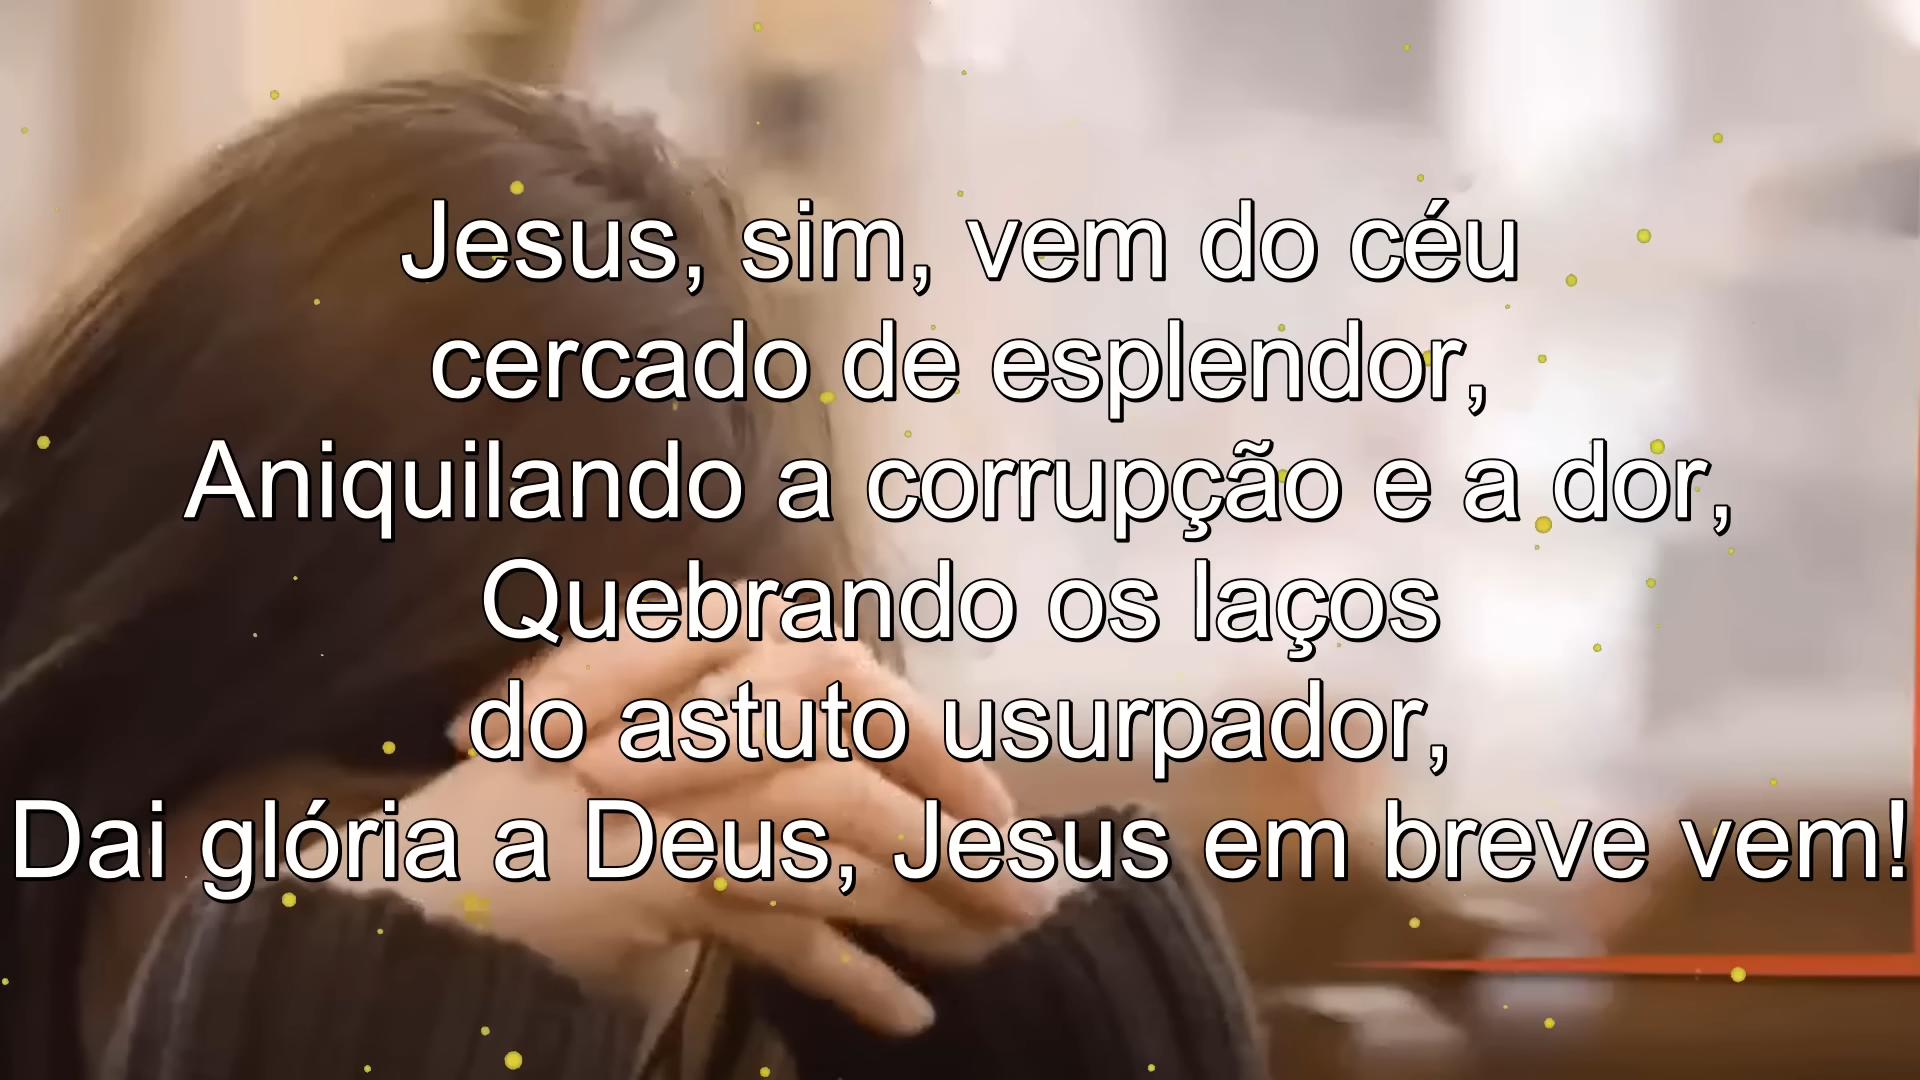 Jesus, sim, vem do céu
cercado de esplendor,
Aniquilando a corrupção e a dor,
Quebrando os laços
do astuto usurpador,
Dai glória a Deus, Jesus em breve vem!